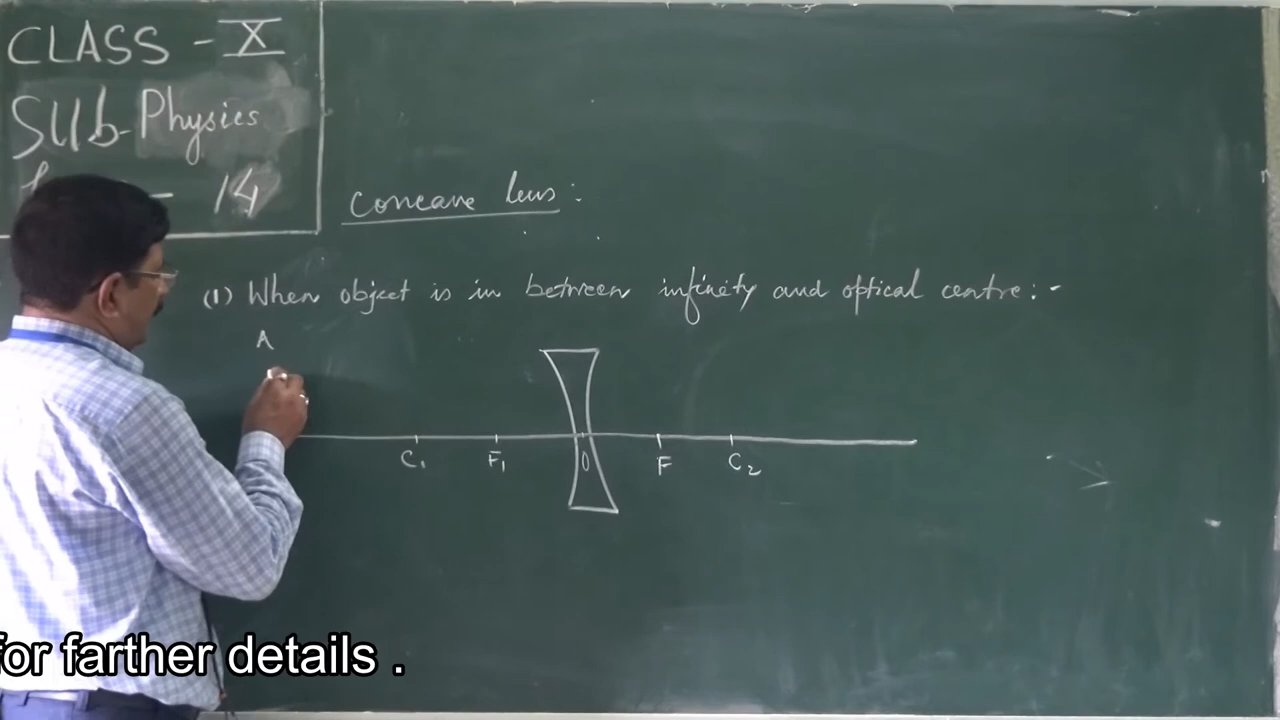 CLASS - X
SUb- Physics
- 14
Concave lens :
(1) When object is in between infinity and optical centre : -
A
C₁ F₁ O F C₂
for farther details .